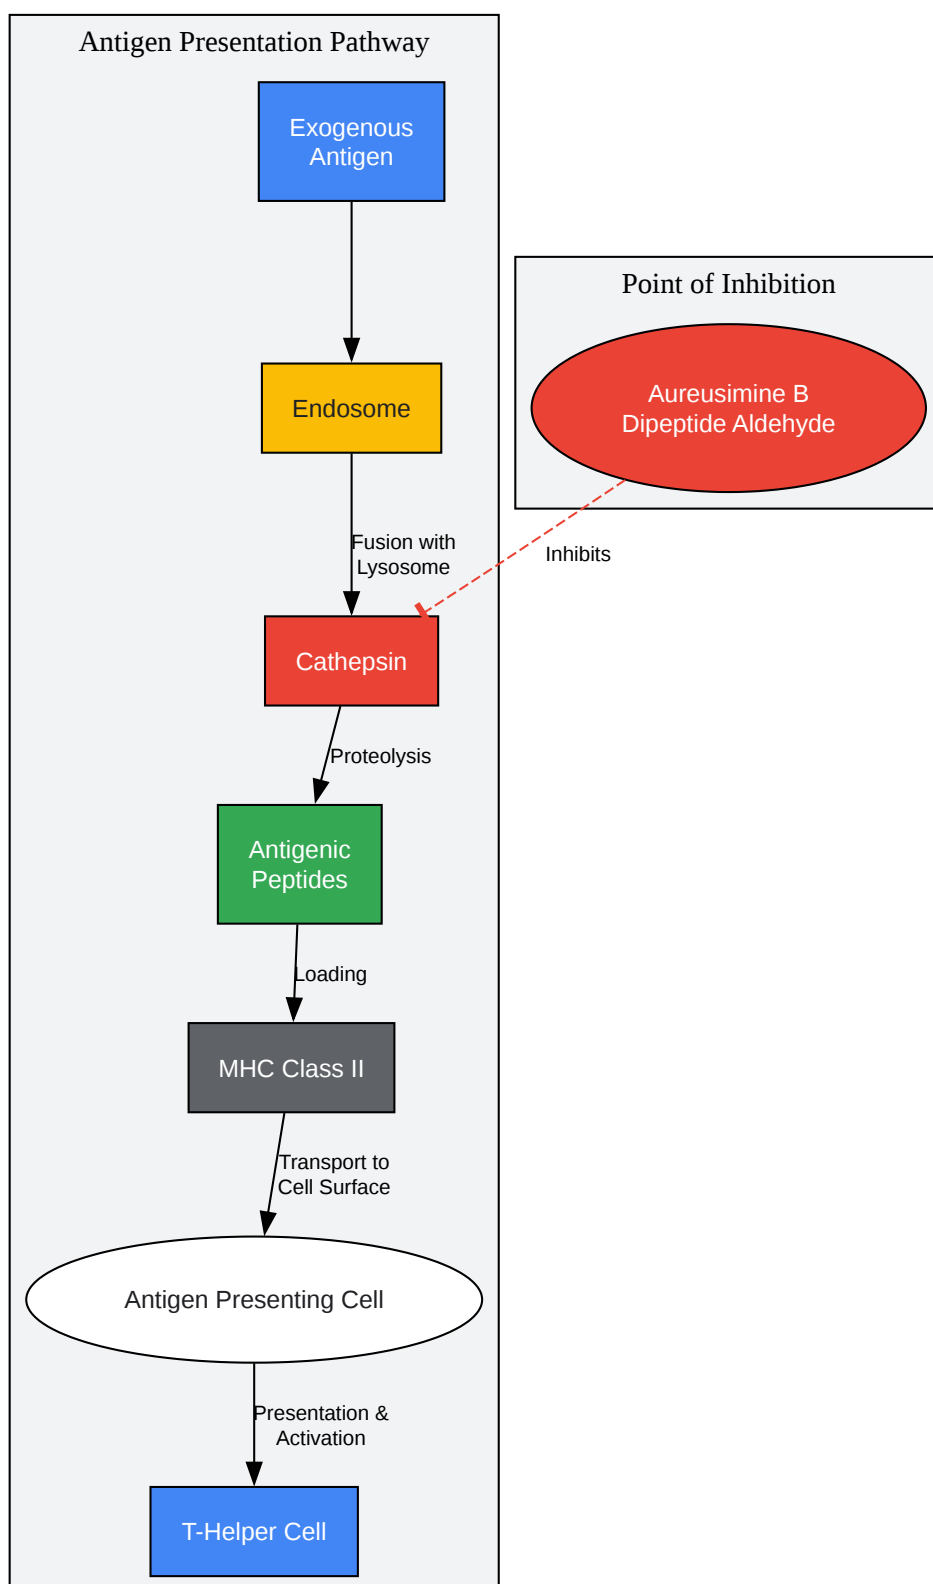 Antigen Presentation Pathway
Exogenous
Antigen
Point of Inhibition
Aureusimine B
Dipeptide Aldehyde
Endosome
Fusion with
Lysosome
Inhibits
Cathepsin
Proteolysis
Antigenic
Peptides
Loading
MHC Class II
Transport to
Cell Surface
Antigen Presenting Cell
Presentation &
Activation
T-Helper Cell